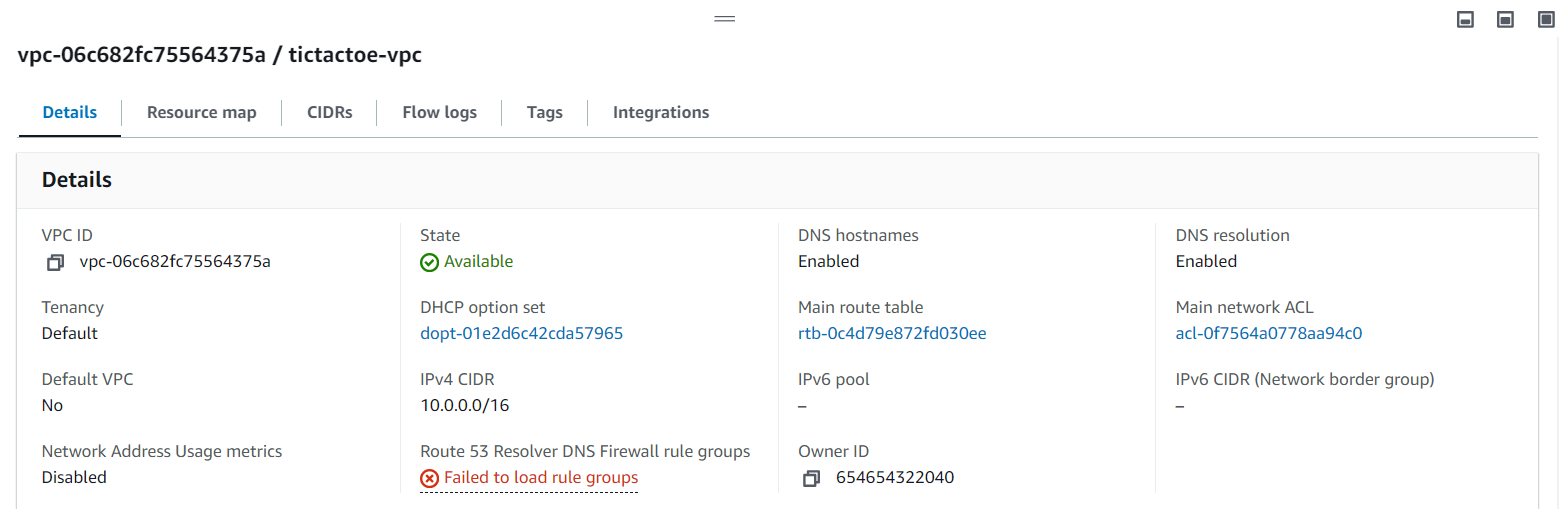 vpc-06c682fc75564375a / tictactoe-vpc
Details
Resource map
CIDRs
Flow logs
Tags
Integrations
Details
VPC ID
vpc-06c682fc75564375a
State
Available
DNS hostnames
Enabled
DNS resolution
Enabled
Tenancy
Default
DHCP option set
dopt-01e2d6c42cda57965
Main route table
rtb-0c4d79e872fd030ee
Main network ACL
acl-0f7564a0778aa94c0
Default VPC
No
IPv4 CIDR
10.0.0.0/16
IPv6 pool
–
IPv6 CIDR (Network border group)
–
Network Address Usage metrics
Disabled
Route 53 Resolver DNS Firewall rule groups
Failed to load rule groups
Owner ID
654654322040